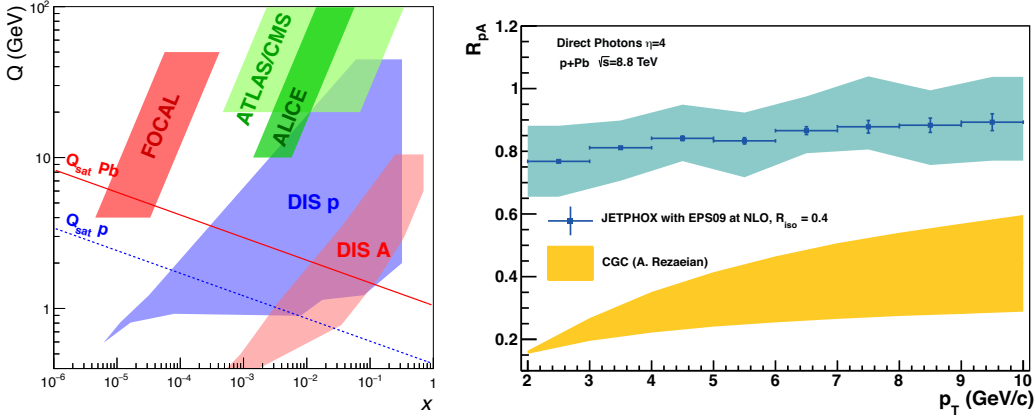 Q (GeV)
10²
10
1
FOCAL
ATLAS/CMS
ALICE
Q_sat Pb
Q_sat p
DIS p
DIS A
10⁻⁶ 10⁻⁵ 10⁻⁴ 10⁻³ 10⁻² 10⁻¹ 1
x
R_pA
1.2
1
0.8
0.6
0.4
0.2
Direct Photons η=4
p+Pb √s=8.8 TeV
JETPHOX with EPS09 at NLO, R_iso = 0.4
CGC (A. Rezaeian)
2 3 4 5 6 7 8 9 10
p_T (GeV/c)